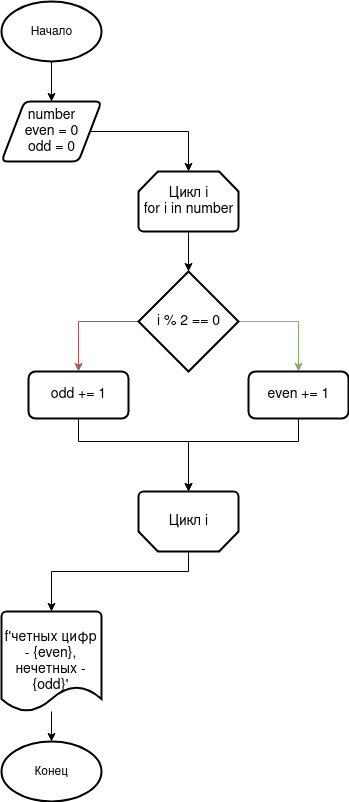 Начало
number
even = 0
odd = 0
Цикл i
for i in number
i % 2 == 0
odd += 1
even += 1
Цикл i
f'четных цифр
- {even},
нечетных -
{odd}'
Конец